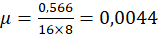 μ = 0,566 / 16×8 = 0,0044